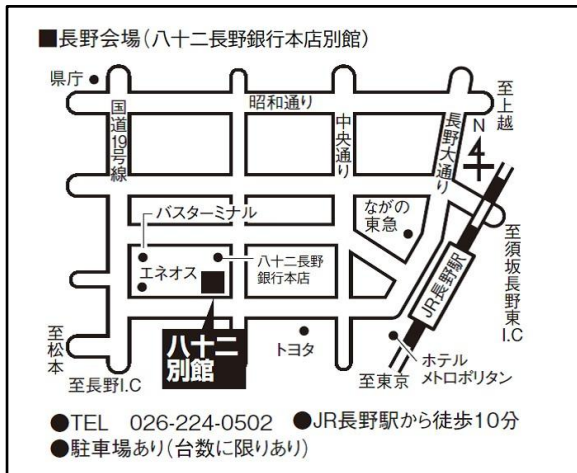 ■長野会場(八十二長野銀行本店別館)
県庁
昭和通り
至上越
国道19号線
中央通り
長野大通り
N
バスターミナル
ながの
東急
エネオス
八十二長野
銀行本店
至須坂長野東I.C
JR長野駅
八十二
別館
至松本
トヨタ
ホテル
メトロポリタン
至長野I.C
至東京
●TEL 026-224-0502 ●JR長野駅から徒歩10分
●駐車場あり(台数に限りあり)